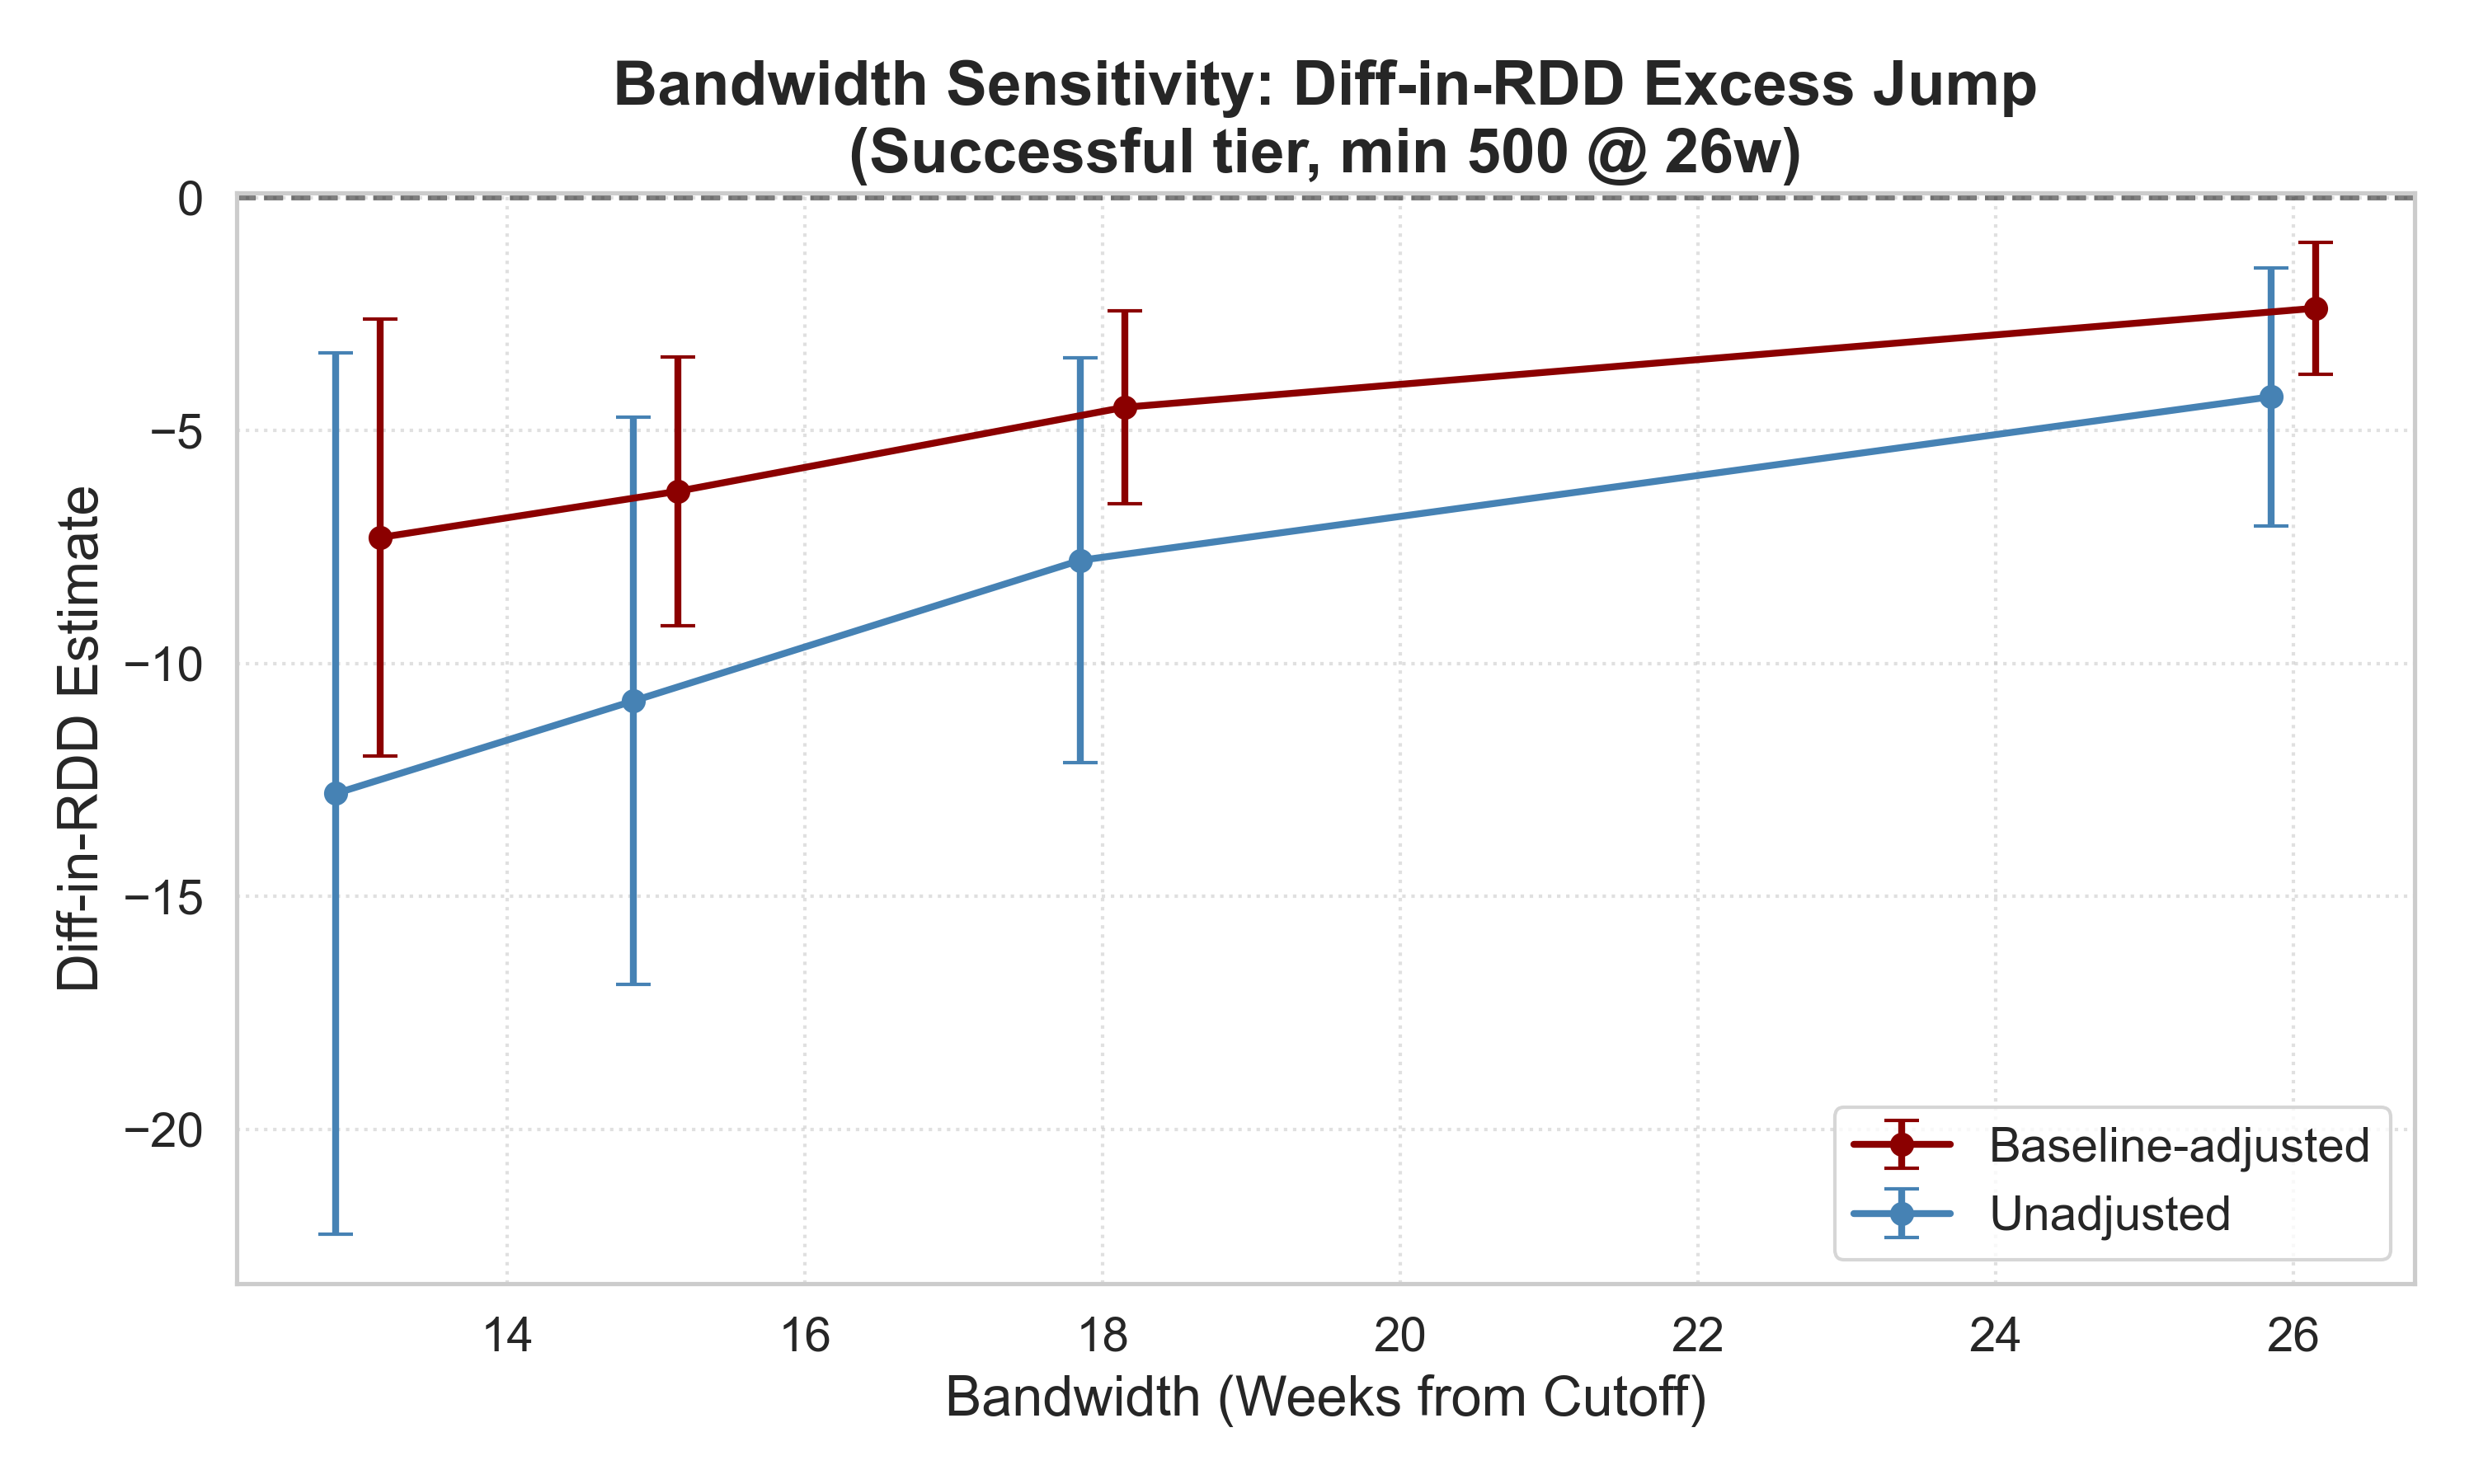 Bandwidth Sensitivity: Diff-in-RDD Excess Jump
(Successful tier, min 500 @ 26w)
0
−5
−10
−15
−20
Diff-in-RDD Estimate
14 16 18 20 22 24 26
Bandwidth (Weeks from Cutoff)
Baseline-adjusted
Unadjusted